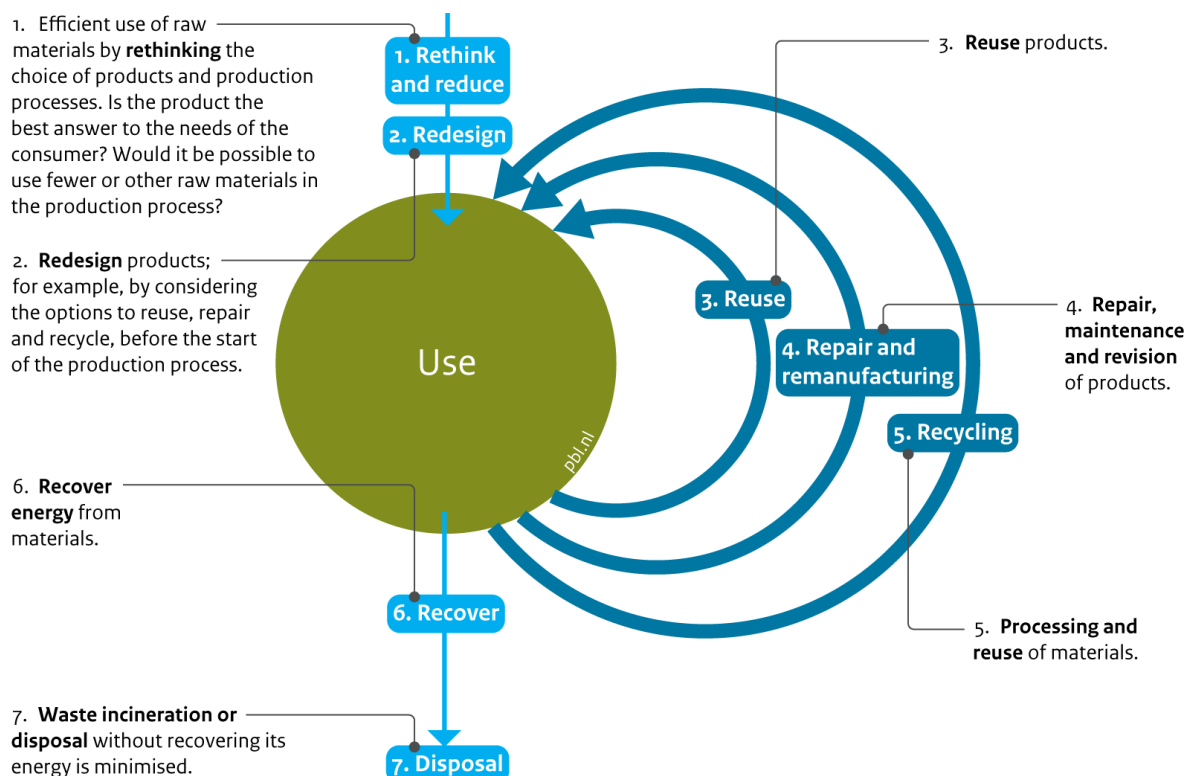 1. Efficient use of raw
materials by rethinking the
choice of products and production
processes. Is the product the
best answer to the needs of the
consumer? Would it be possible to
use fewer or other raw materials in
the production process?
1. Rethink
and reduce
2. Redesign
3. Reuse products.
2. Redesign products;
for example, by considering
the options to reuse, repair
and recycle, before the start
of the production process.
Use
pbl.nl
3. Reuse
4. Repair and
remanufacturing
4. Repair,
maintenance
and revision
of products.
5. Recycling
6. Recover
energy from
materials.
6. Recover
5. Processing and
reuse of materials.
7. Waste incineration or
disposal without recovering its
energy is minimised.
7. Disposal